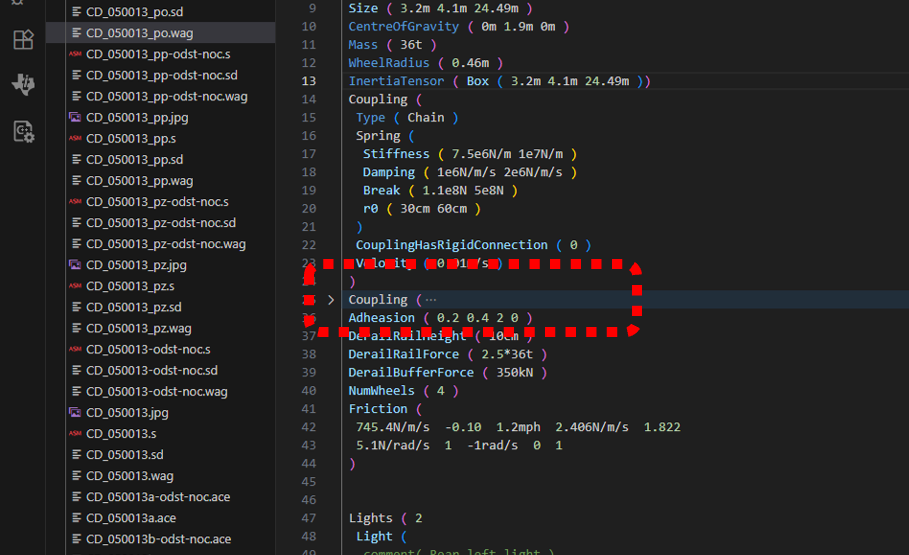 CD_050013_po.sd
CD_050013_po.wag
ASM CD_050013_pp-odst-noc.s
CD_050013_pp-odst-noc.sd
CD_050013_pp-odst-noc.wag
CD_050013_pp.jpg
ASM CD_050013_pp.s
CD_050013_pp.sd
CD_050013_pp.wag
ASM CD_050013_pz-odst-noc.s
CD_050013_pz-odst-noc.sd
CD_050013_pz-odst-noc.wag
CD_050013_pz.jpg
ASM CD_050013_pz.s
CD_050013_pz.sd
CD_050013_pz.wag
ASM CD_050013-odst-noc.s
CD_050013-odst-noc.sd
CD_050013-odst-noc.wag
CD_050013.jpg
ASM CD_050013.s
CD_050013.sd
CD_050013.wag
CD_050013a-odst-noc.ace
CD_050013a.ace
CD_050013b-odst-noc.ace
9 Size ( 3.2m 4.1m 24.49m )
10 CentreOfGravity ( 0m 1.9m 0m )
11 Mass ( 36t )
12 WheelRadius ( 0.46m )
13 InertiaTensor ( Box ( 3.2m 4.1m 24.49m ))
14 Coupling (
15 Type ( Chain )
16 Spring (
17 Stiffness ( 7.5e6N/m 1e7N/m )
18 Damping ( 1e6N/m/s 2e6N/m/s )
19 Break ( 1.1e8N 5e8N )
20 r0 ( 30cm 60cm )
21 )
22 CouplingHasRigidConnection ( 0 )
23 Velocity ( )
)
Coupling ( ···
Adheasion ( 0.2 0.4 2 0 )
37 DerailRailHeight ( 10cm )
38 DerailRailForce ( 2.5*36t )
39 DerailBufferForce ( 350kN )
40 NumWheels ( 4 )
41 Friction (
42 745.4N/m/s -0.10 1.2mph 2.406N/m/s 1.822
43 5.1N/rad/s 1 -1rad/s 0 1
44 )
45
46
47 Lights ( 2
48 Light (
49 comment( Rear left light )